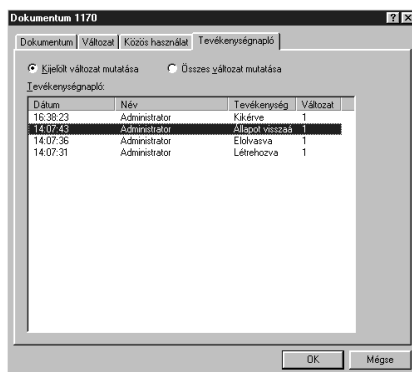 Dokumentum 1170
Dokumentum Változat Közös használat Tevékenységnapló
Kijelölt változat mutatása Összes változat mutatása
Tevékenységnapló:
Dátum Név Tevékenység Változat
16:38:23 Administrator Kikérve 1
14:07:43 Administrator Állapot visszaá 1
14:07:36 Administrator Elolvasva 1
14:07:31 Administrator Létrehozva 1
OK Mégse